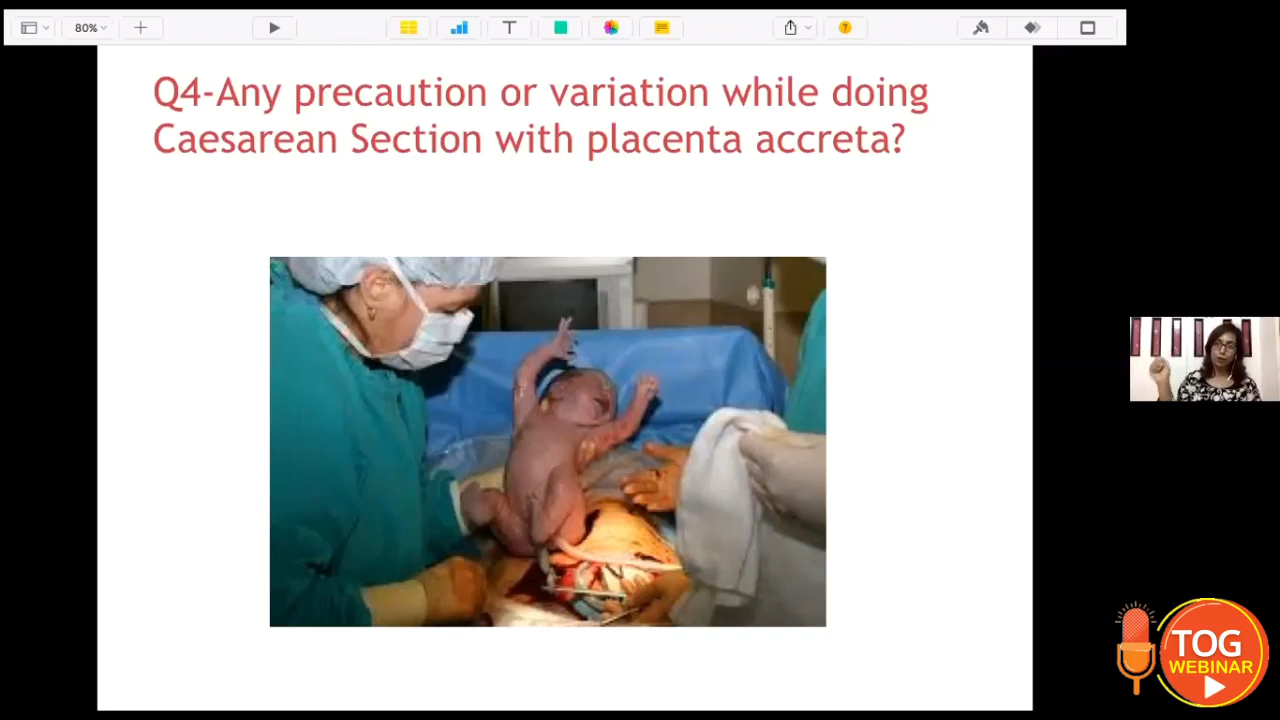 80%
Q4-Any precaution or variation while doing
Caesarean Section with placenta accreta?
TOG
WEBINAR